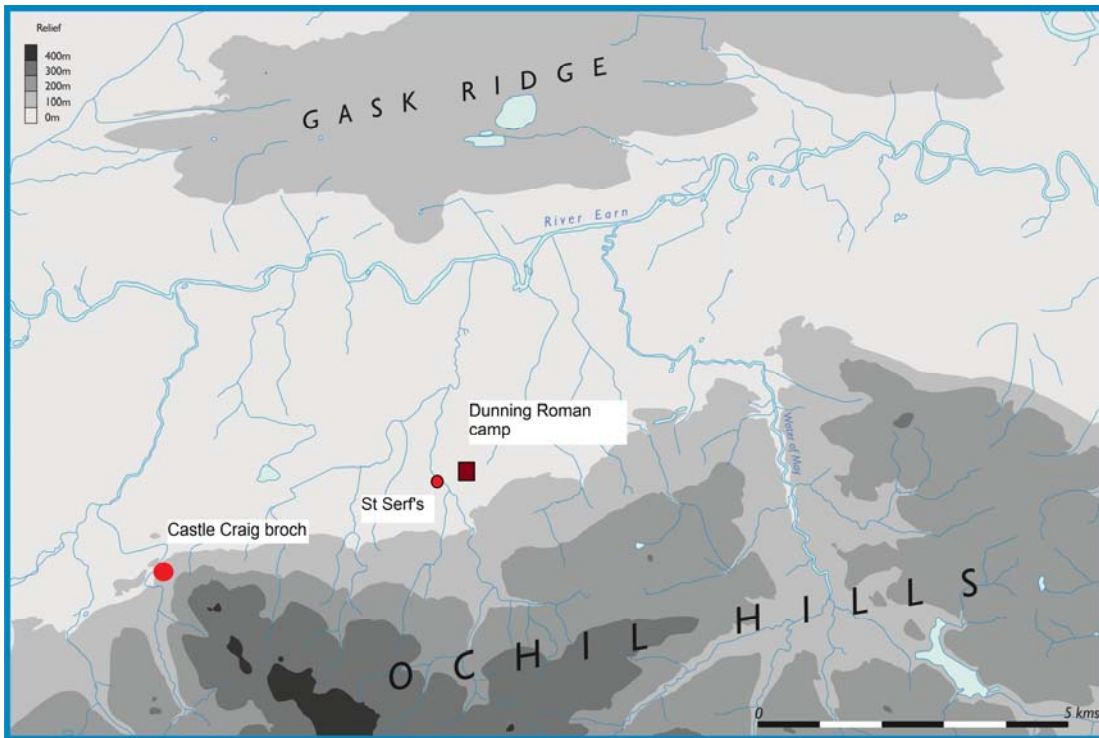 Relief
400m
300m
200m
100m
0m
GASK RIDGE
River Earn
Dunning Roman
camp
St Serf's
Water of May
Castle Craig broch
OCHIL HILLS
0
5 kms